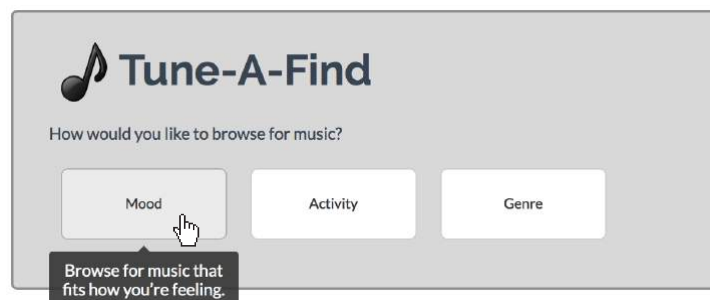 Tune-A-Find
How would you like to browse for music?
Mood
Activity
Genre
Browse for music that
fits how you're feeling.